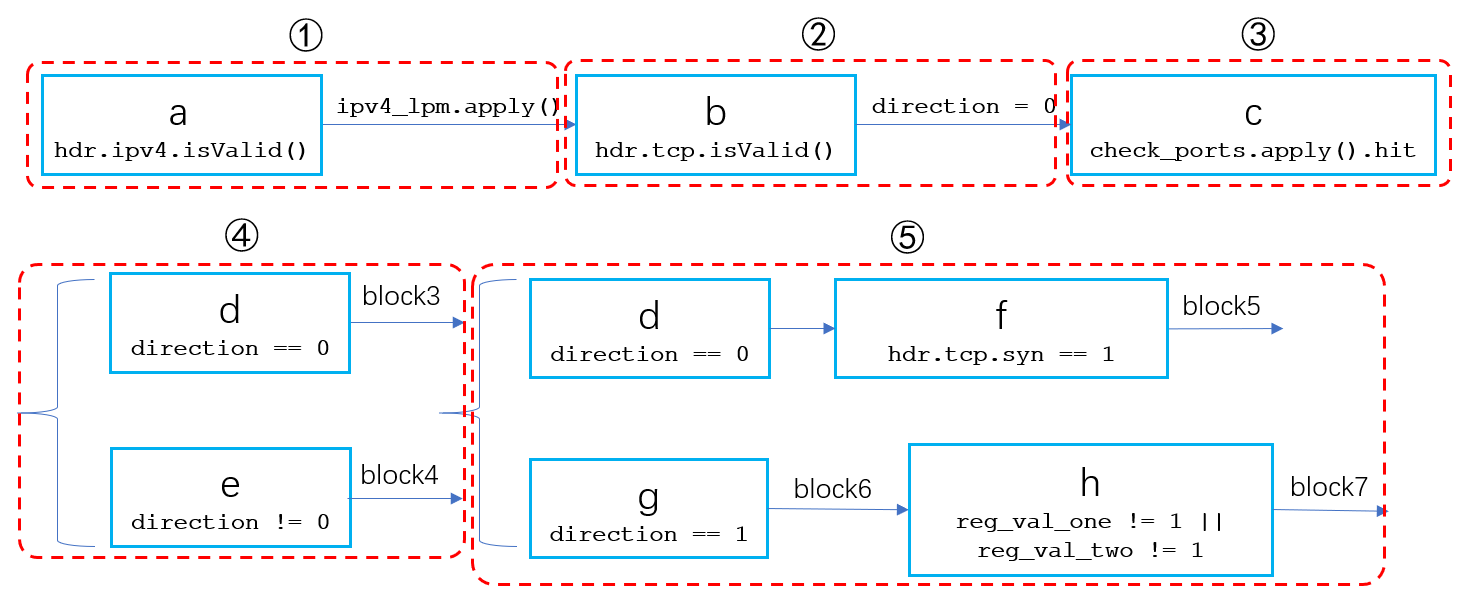 ①
②
③
a
hdr.ipv4.isValid()
ipv4_lpm.apply()
b
hdr.tcp.isValid()
direction = 0
c
check_ports.apply().hit
④
⑤
d
direction == 0
block3
e
direction != 0
block4
d
direction == 0
f
hdr.tcp.syn == 1
block5
g
direction == 1
block6
h
reg_val_one != 1 ||
reg_val_two != 1
block7